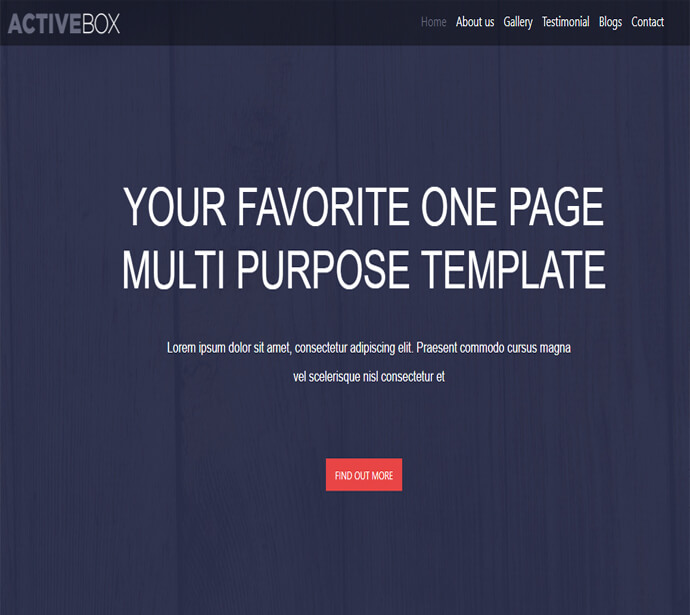 ACTIVEBOX
Home About us Gallery Testimonial Blogs Contact
YOUR FAVORITE ONE PAGE
MULTI PURPOSE TEMPLATE
Lorem ipsum dolor sit amet, consectetur adipiscing elit. Praesent commodo cursus magna
vel scelerisque nisl consectetur et
FIND OUT MORE